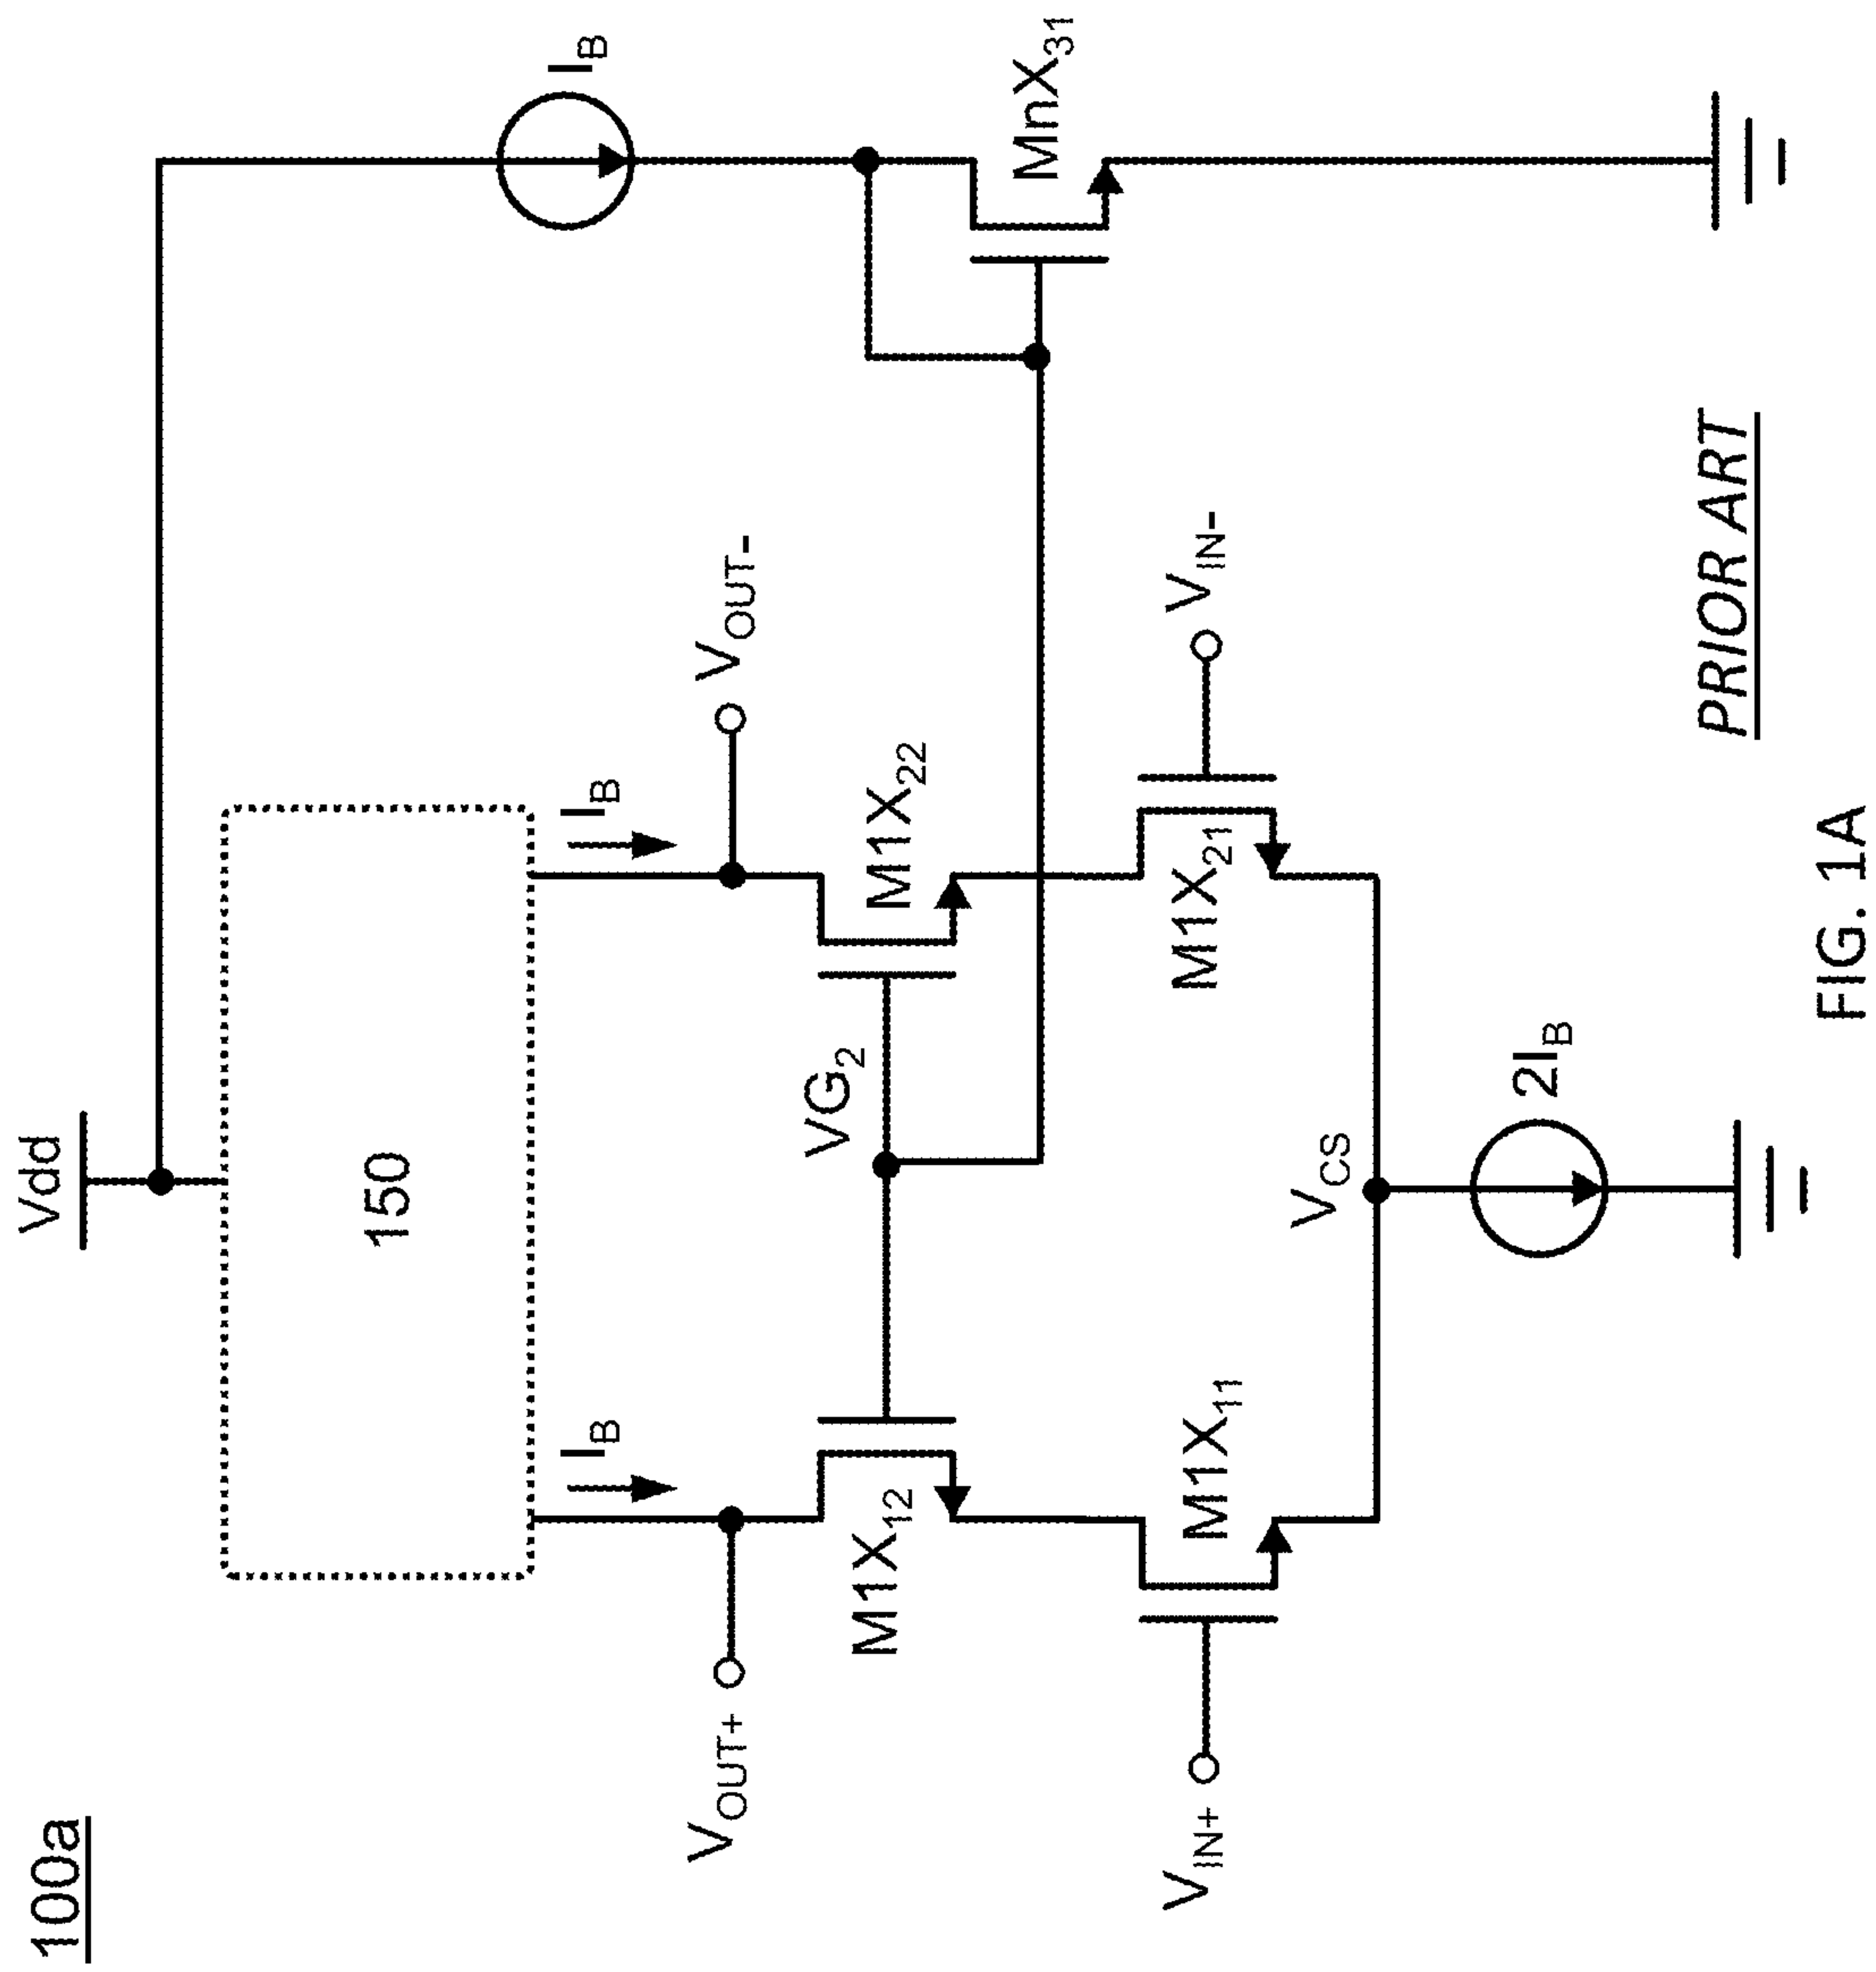 100a
Vdd
150
I_B
I_B
I_B
V_OUT+
V_OUT-
M1X_12
VG_2
M1X_22
MnX_31
V_IN+
M1X_11
M1X_21
V_IN-
V_CS
2I_B
PRIOR ART
FIG. 1A